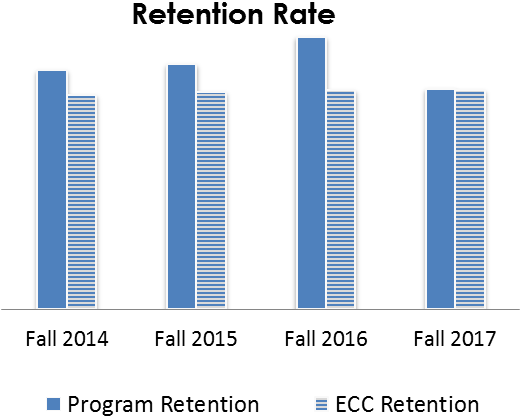 Retention Rate
Fall 2014 Fall 2015 Fall 2016 Fall 2017
Program Retention ECC Retention